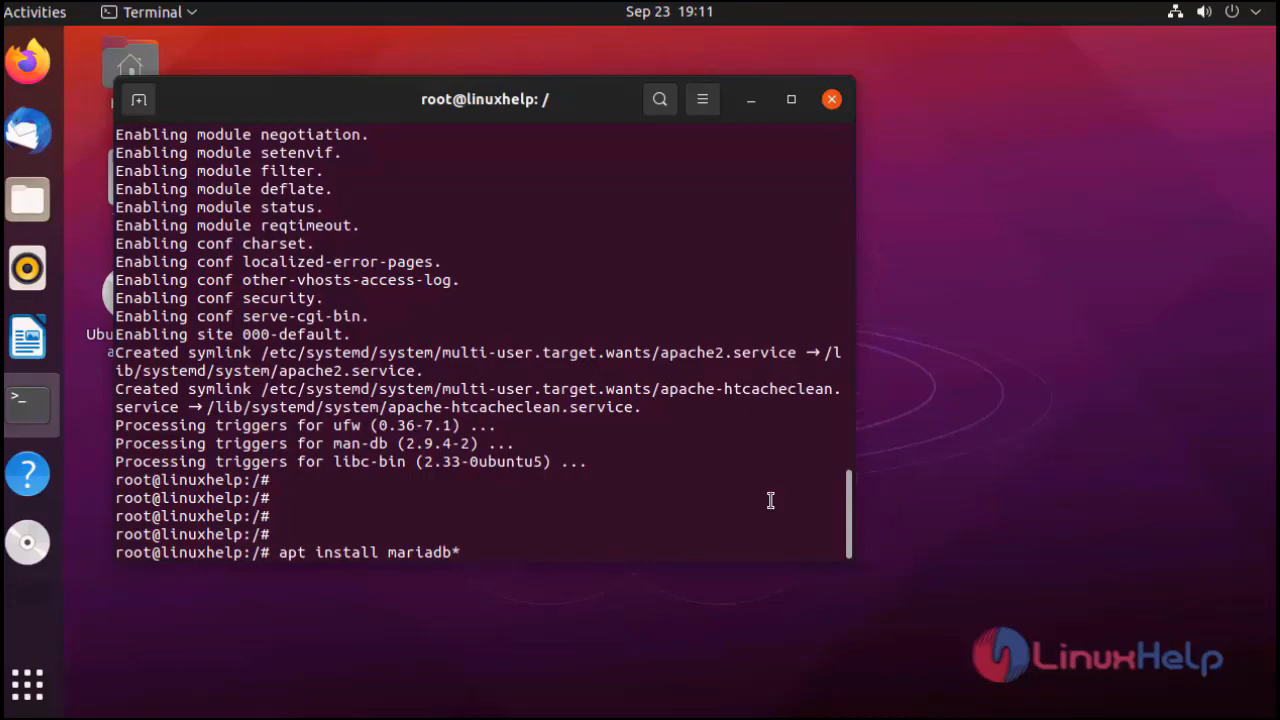 Activities
Terminal
Sep 23 19:11
root@linuxhelp: /
Enabling module negotiation.
Enabling module setenvif.
Enabling module filter.
Enabling module deflate.
Enabling module status.
Enabling module reqtimeout.
Enabling conf charset.
Enabling conf localized-error-pages.
Enabling conf other-vhosts-access-log.
Enabling conf security.
Enabling conf serve-cgi-bin.
Ubu
Enabling site 000-default.
Created symlink /etc/systemd/system/multi-user.target.wants/apache2.service → /l
ib/systemd/system/apache2.service.
Created symlink /etc/systemd/system/multi-user.target.wants/apache-htcacheclean.
service → /lib/systemd/system/apache-htcacheclean.service.
Processing triggers for ufw (0.36-7.1) ...
Processing triggers for man-db (2.9.4-2) ...
Processing triggers for libc-bin (2.33-0ubuntu5) ...
root@linuxhelp:/#
root@linuxhelp:/#
root@linuxhelp:/#
root@linuxhelp:/#
root@linuxhelp:/# apt install mariadb*
LinuxHelp